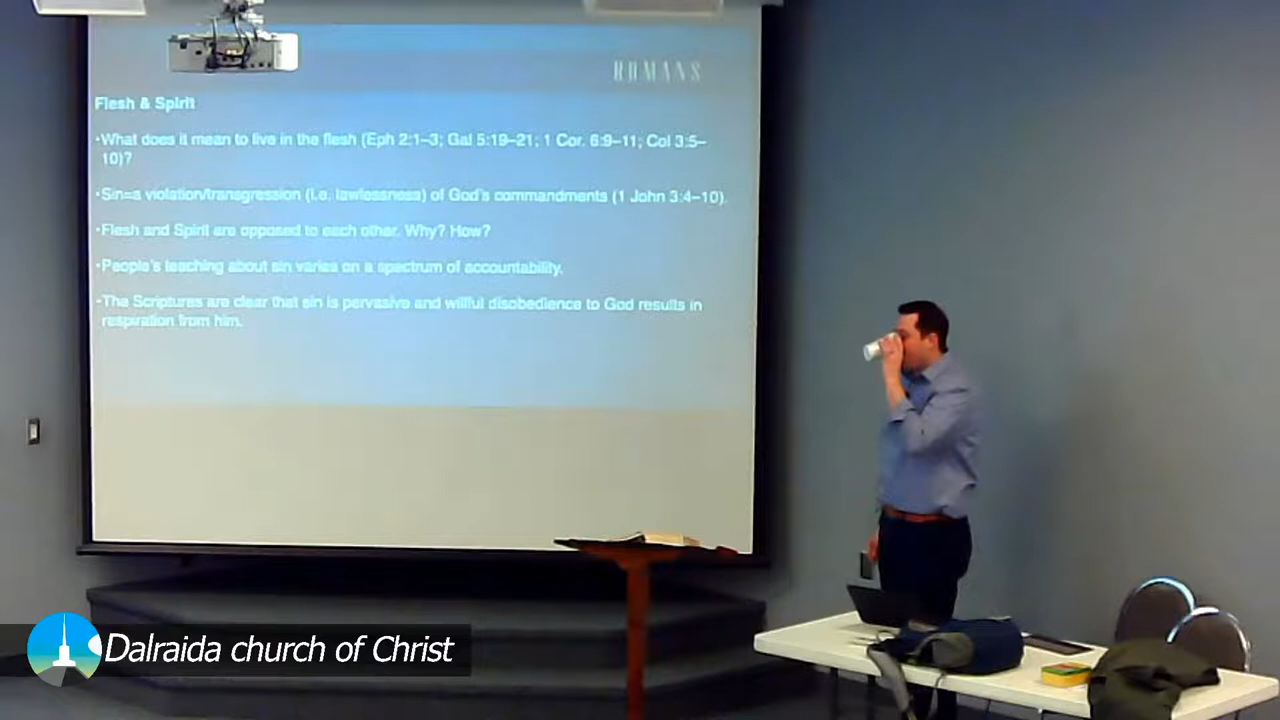 ROMANS
Flesh & Spirit
•What does it mean to live in the flesh (Eph 2:1–3; Gal 5:19–21; 1 Cor. 6:9–11; Col 3:5–
10)?
•Sin=a violation/transgression (i.e. lawlessness) of God's commandments (1 John 3:4–10).
•Flesh and Spirit are opposed to each other. Why? How?
•People's teaching about sin varies on a spectrum of accountability.
•The Scriptures are clear that sin is pervasive and willful disobedience to God results in
respiration from him.
Dalraida church of Christ